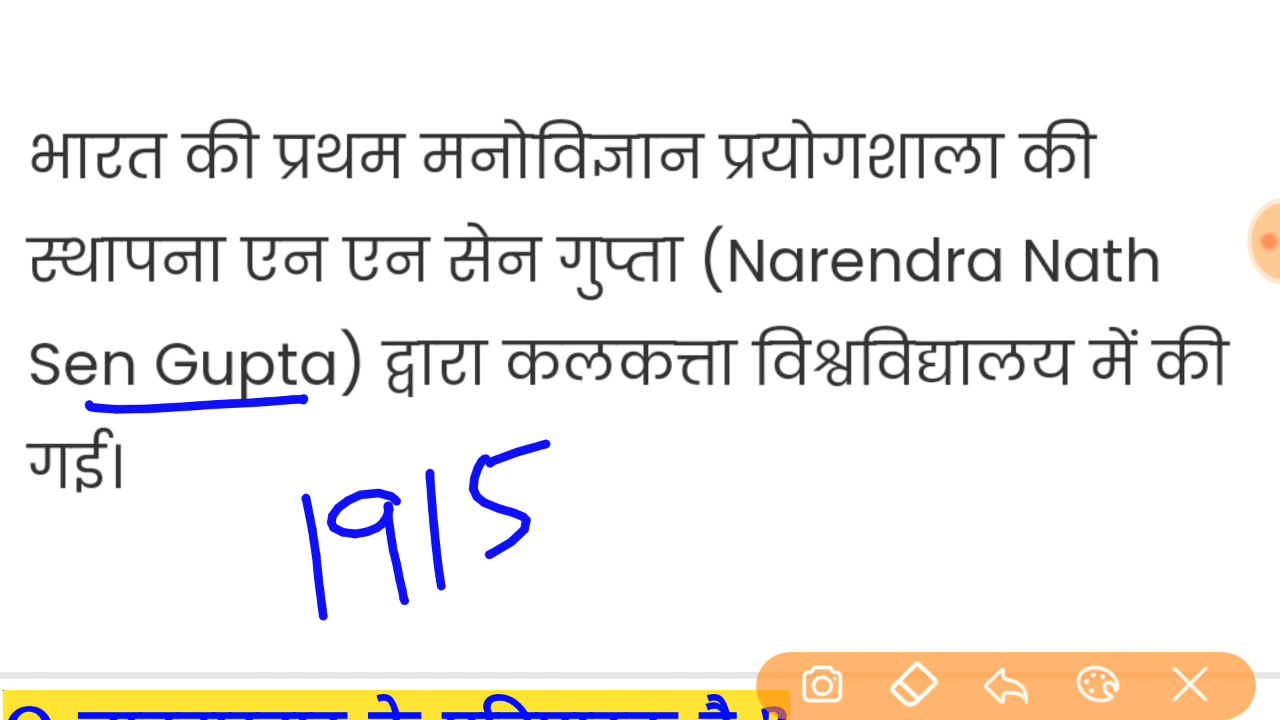 भारत की प्रथम मनोविज्ञान प्रयोगशाला की
स्थापना एन एन सेन गुप्ता (Narendra Nath
Sen Gupta) द्वारा कलकत्ता विश्वविद्यालय में की
गई।
1915